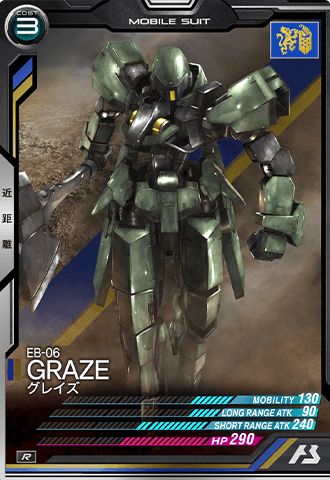 COST
3
MOBILE SUIT
近距離
EB-06
GRAZE
グレイズ
MOBILITY 130
LONG RANGE ATK 90
SHORT RANGE ATK 240
HP 290
R